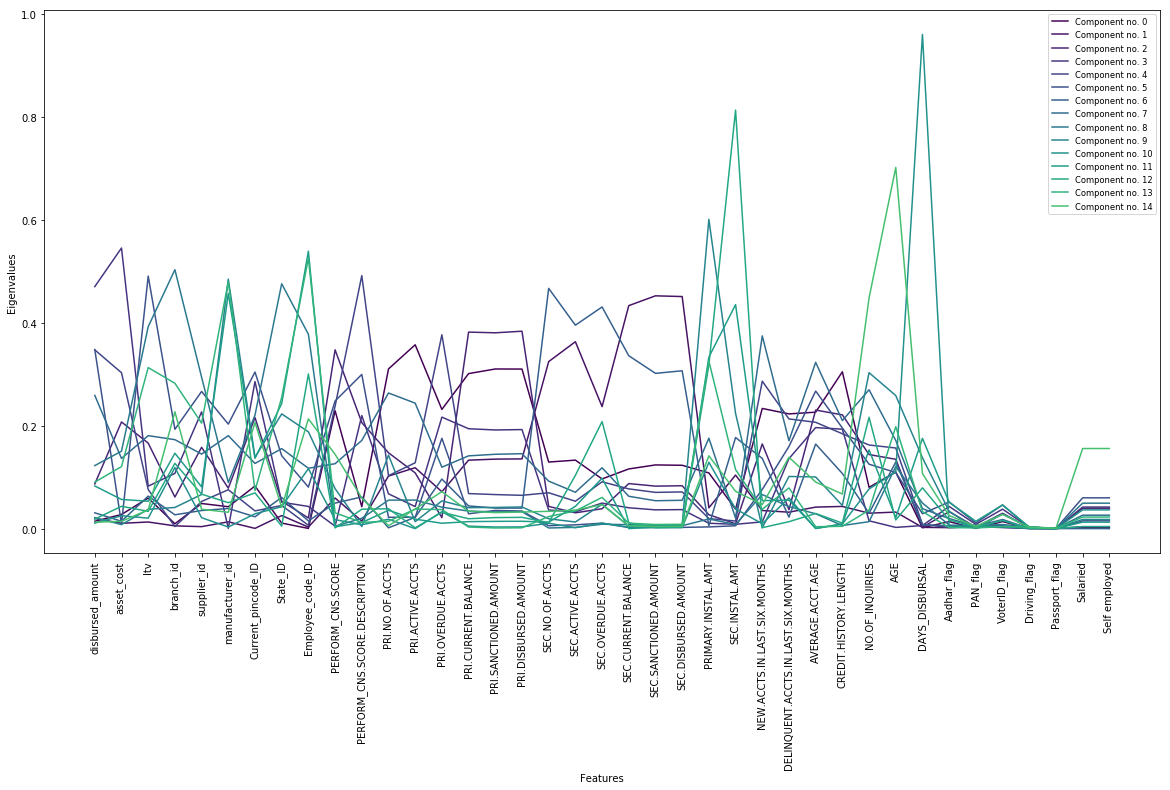 1.0
0.8
0.6
0.4
0.2
0.0
Eigenvalues
Component no. 0
Component no. 1
Component no. 2
Component no. 3
Component no. 4
Component no. 5
Component no. 6
Component no. 7
Component no. 8
Component no. 9
Component no. 10
Component no. 11
Component no. 12
Component no. 13
Component no. 14
disbursed_amount
asset_cost
ltv
branch_id
supplier_id
manufacturer_id
Current_pincode_ID
State_ID
Employee_code_ID
PERFORM_CNS.SCORE
PERFORM_CNS.SCORE.DESCRIPTION
PRI.NO.OF.ACCTS
PRI.ACTIVE.ACCTS
PRI.OVERDUE.ACCTS
PRI.CURRENT.BALANCE
PRI.SANCTIONED.AMOUNT
PRI.DISBURSED.AMOUNT
SEC.NO.OF.ACCTS
SEC.ACTIVE.ACCTS
SEC.OVERDUE.ACCTS
SEC.CURRENT.BALANCE
SEC.SANCTIONED.AMOUNT
SEC.DISBURSED.AMOUNT
PRIMARY.INSTAL.AMT
SEC.INSTAL.AMT
NEW.ACCTS.IN.LAST.SIX.MONTHS
DELINQUENT.ACCTS.IN.LAST.SIX.MONTHS
AVERAGE.ACCT.AGE
CREDIT.HISTORY.LENGTH
NO.OF_INQUIRIES
AGE
DAYS_DISBURSAL
Aadhar_flag
PAN_flag
VoterID_flag
Driving_flag
Passport_flag
Salaried
Self employed
Features